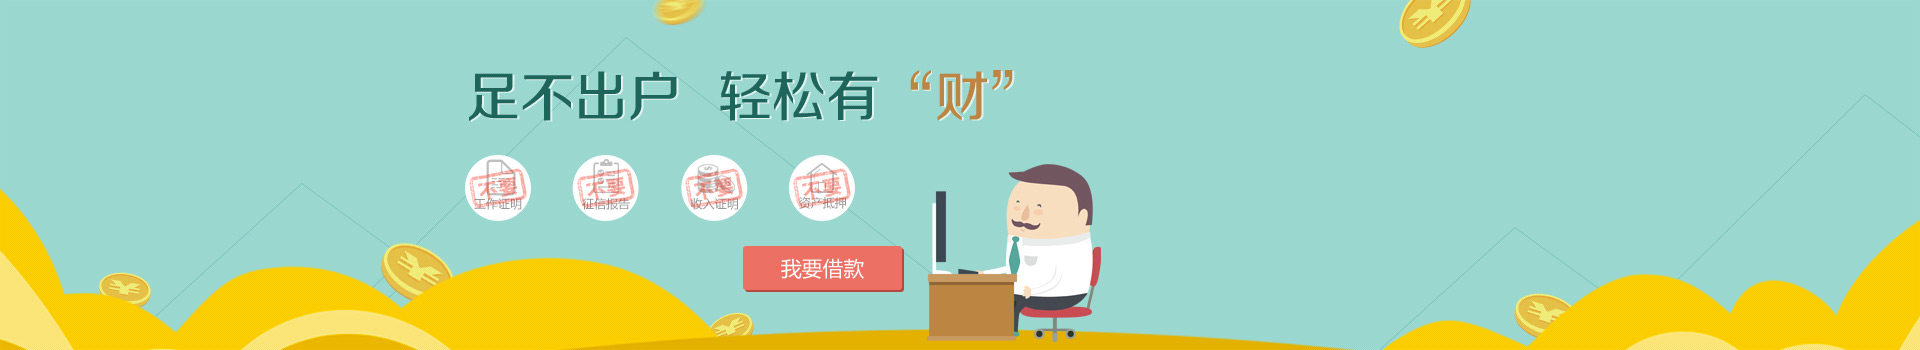 足不出户 轻松有“财”
不要 不要 不要 不要
工作证明 征信报告 收入证明 资产抵押
我要借款